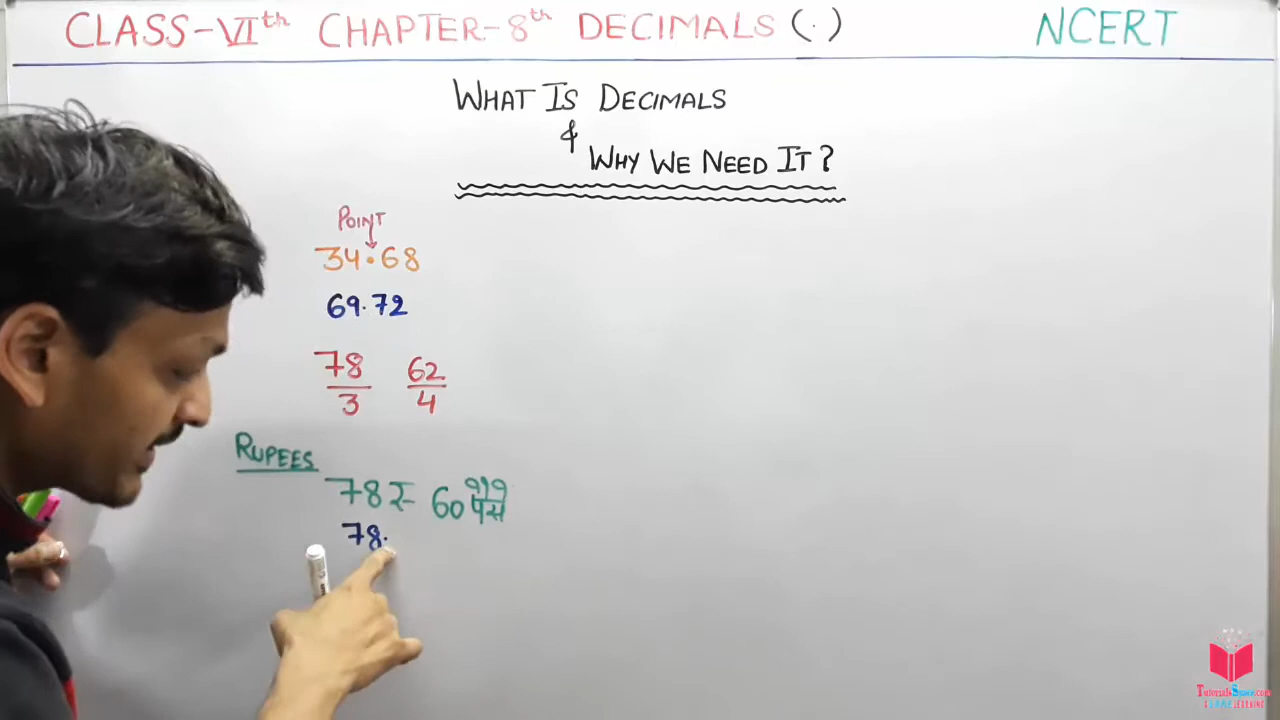 CLASS-VIth CHAPTER-8th DECIMALS (.) NCERT
WHAT IS DECIMALS
&
WHY WE NEED IT?
POINT
34.68
69.72
78/3 62/4
RUPEES
78 ₹ 60 पैसे
78.